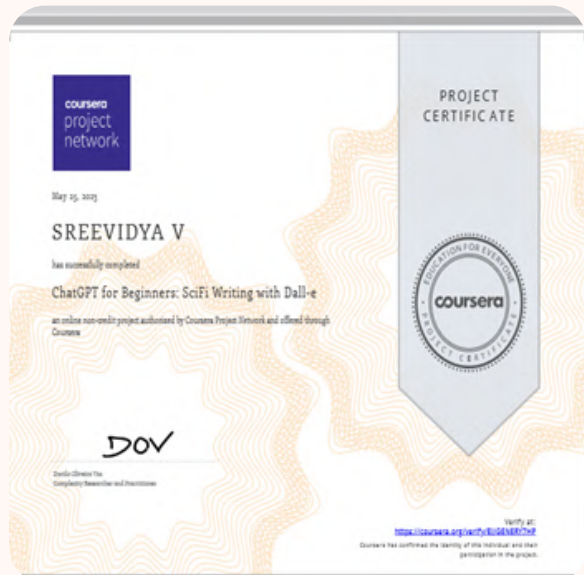 coursera
project
network
May 25, 2023
SREEVIDYA V
has successfully completed
ChatGPT for Beginners: SciFi Writing with Dall-e
an online non-credit project authorized by Coursera Project Network and offered through
Coursera
DOV
Complexity Researcher and Practitioner
PROJECT
CERTIFICATE
EDUCATION FOR EVERYONE
coursera
PROJECT CERTIFICATE
Verify at:
Coursera has confirmed the identity of this individual and their
participation in the project.